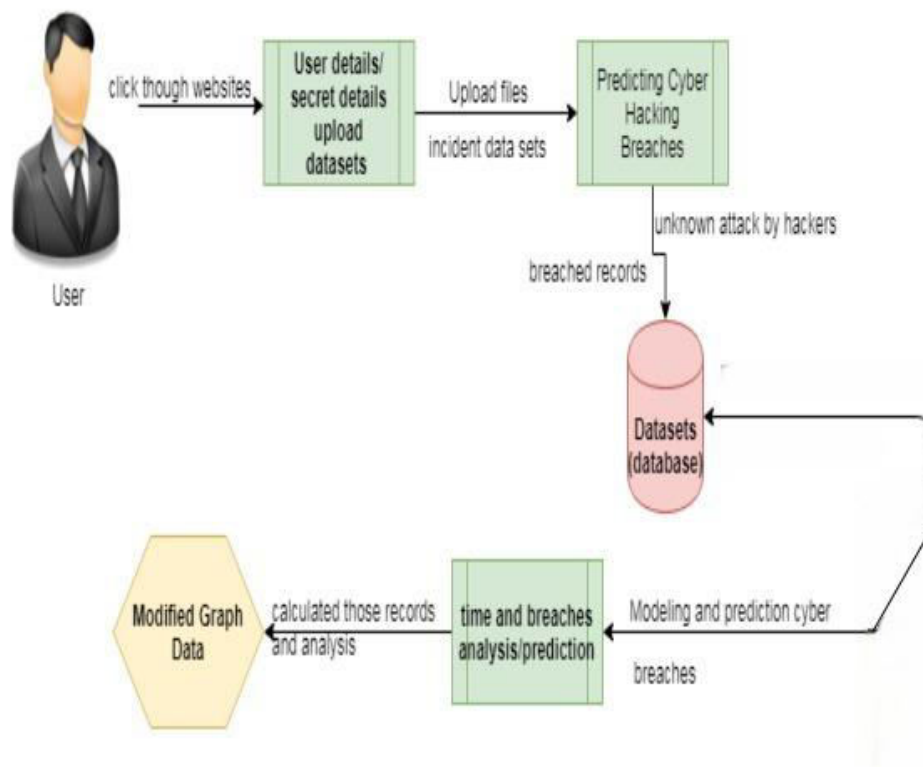 click though websites
User details/
secret details
upload
datasets
Upload files
incident data sets
Predicting Cyber
Hacking
Breaches
User
unknown attack by hackers
breached records
Datasets
(database)
Modified Graph
Data
calculated those records
and analysis
time and breaches
analysis/prediction
Modeling and prediction cyber
breaches